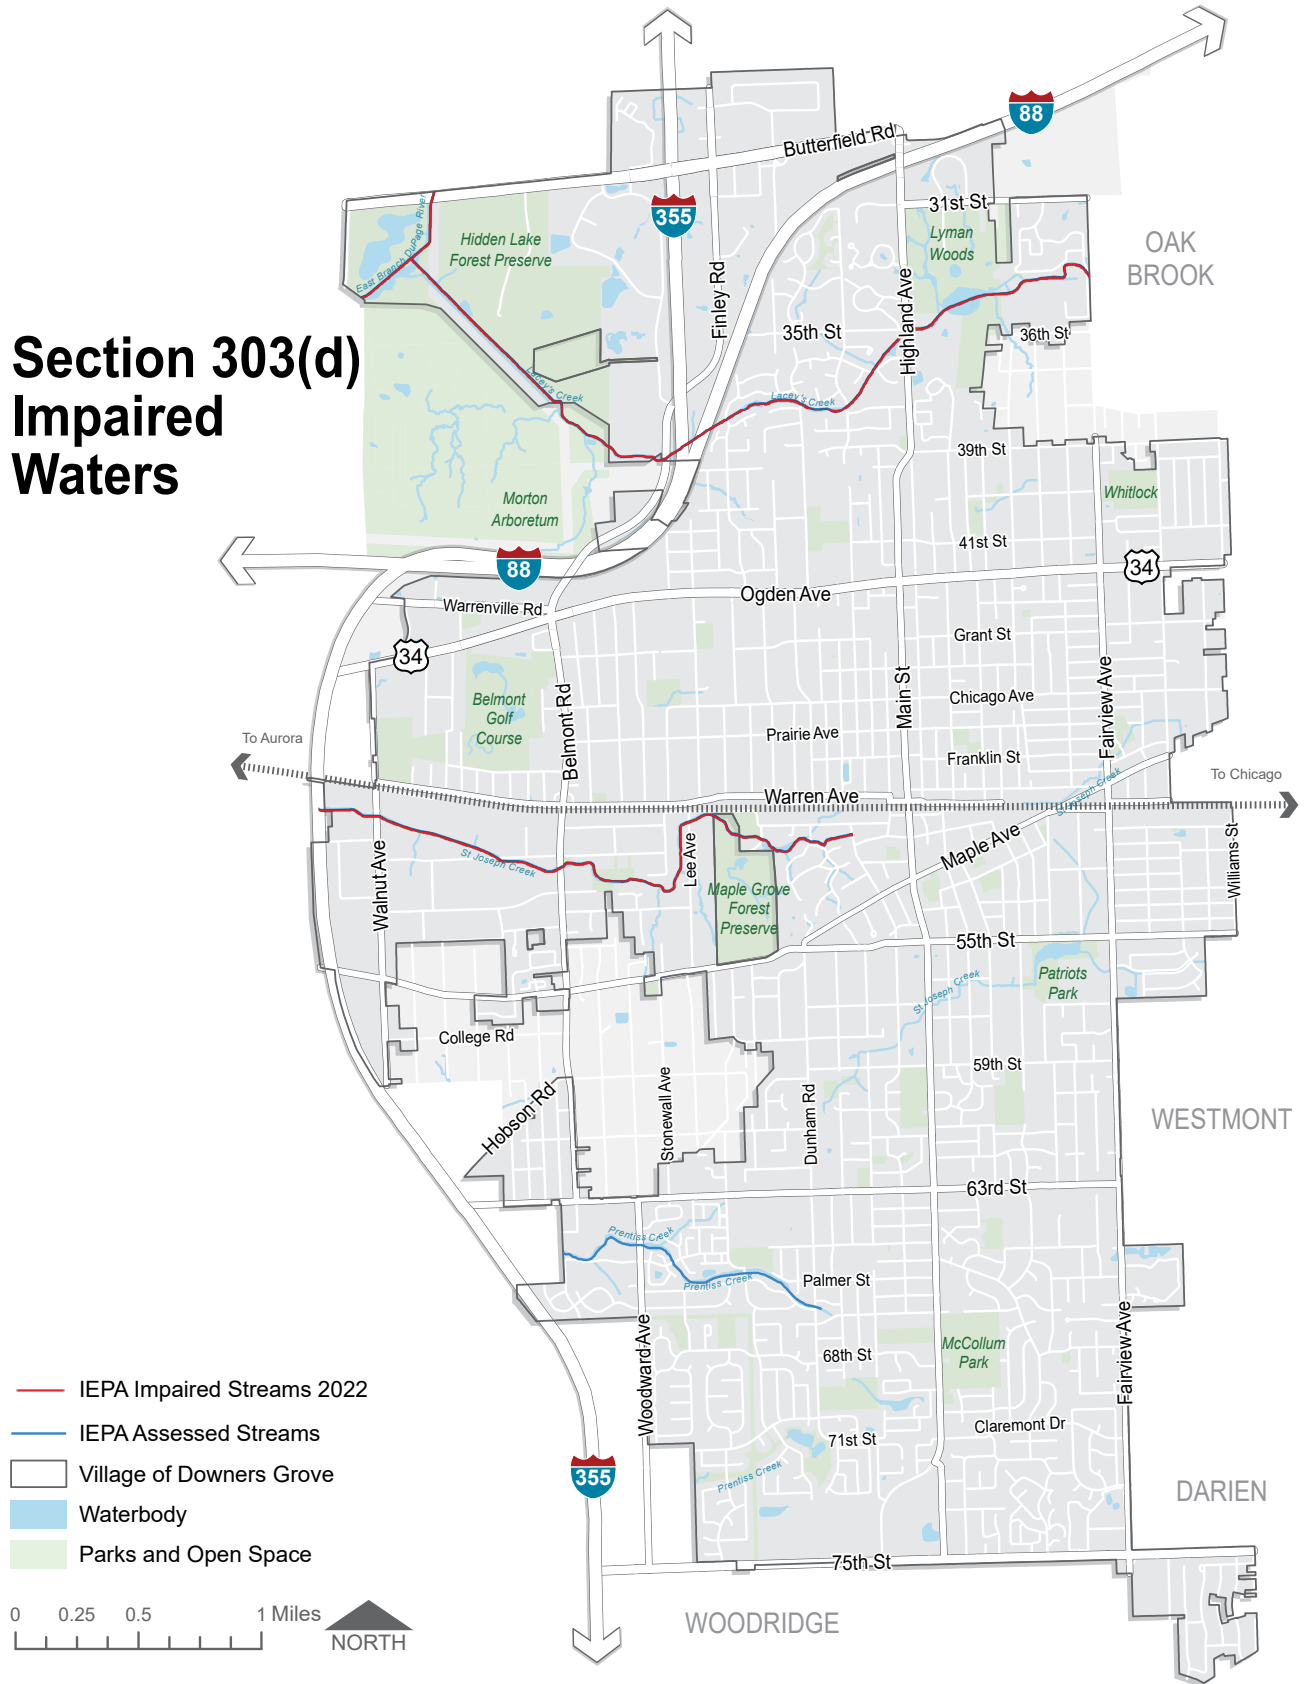 Section 303(d)
Impaired
Waters
88
Butterfield Rd
355
31st St
Lyman
Woods
OAK
BROOK
East Branch DuPage River
Hidden Lake
Forest Preserve
Finley Rd
Highland Ave
35th St
36th St
Lacey's Creek
Lacey's Creek
39th St
Morton
Arboretum
Whitlock
41st St
88
34
Ogden Ave
Warrenville Rd
34
Grant St
Belmont
Golf
Course
Belmont Rd
Main St
Chicago Ave
Fairview Ave
Prairie Ave
Franklin St
To Aurora
To Chicago
Warren Ave
St Joseph Creek
Maple Ave
St Joseph Creek
Lee Ave
Walnut Ave
Williams St
Maple Grove
Forest
Preserve
55th St
Patriots
Park
St Joseph Creek
College Rd
59th St
Hobson Rd
Stonewall Ave
Dunham Rd
WESTMONT
63rd St
Prentiss Creek
Prentiss Creek
Palmer St
Woodward Ave
68th St
McCollum
Park
Fairview Ave
71st St
Claremont Dr
Prentiss Creek
355
DARIEN
75th St
WOODRIDGE
IEPA Impaired Streams 2022
IEPA Assessed Streams
Village of Downers Grove
Waterbody
Parks and Open Space
0 0.25 0.5 1 Miles
NORTH